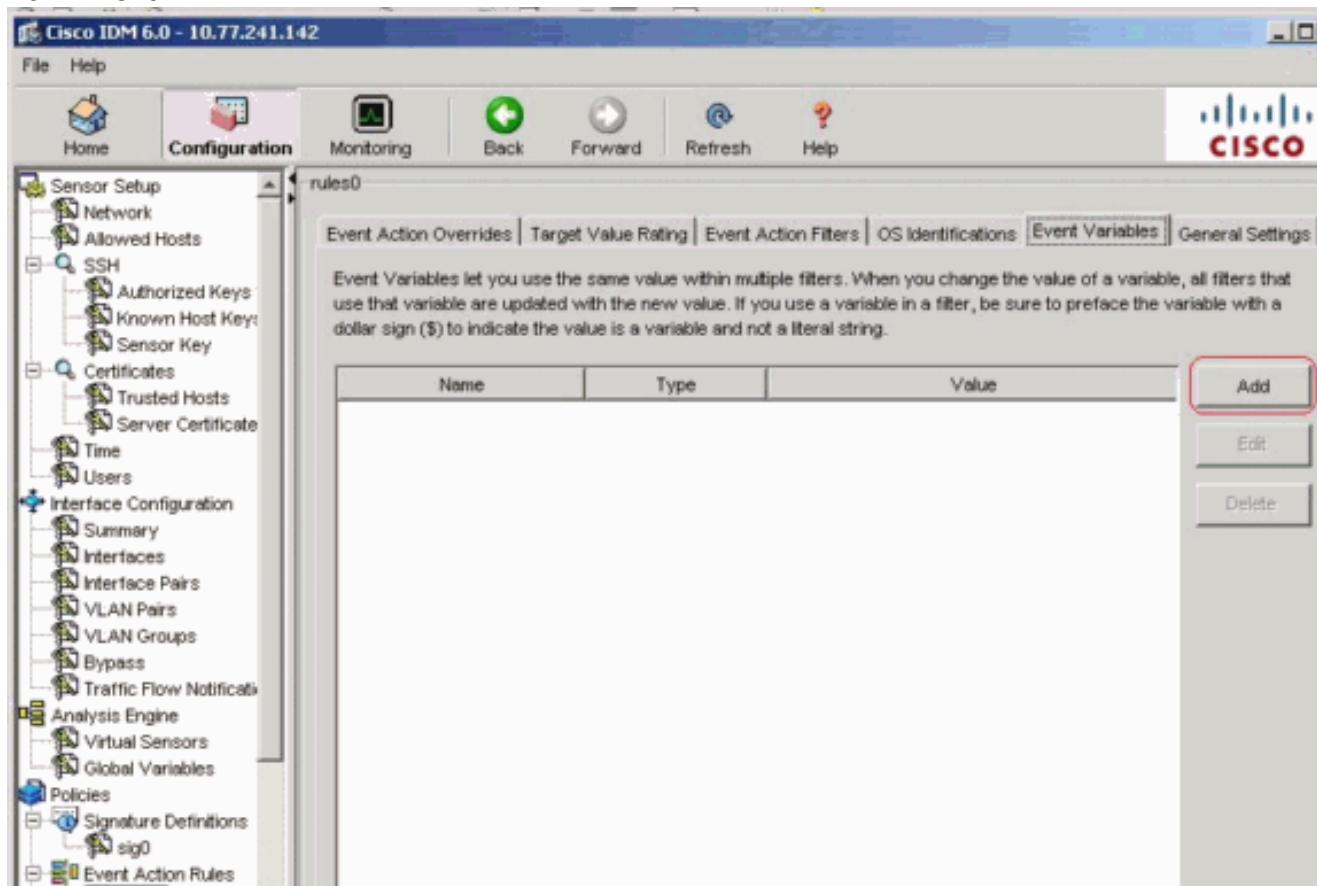 Cisco IDM 6.0 - 10.77.241.142
File Help
Home
Configuration
Monitoring
Back
Forward
Refresh
Help
CISCO
Sensor Setup
Network
Allowed Hosts
SSH
Authorized Keys
Known Host Keys
Sensor Key
Certificates
Trusted Hosts
Server Certificate
Time
Users
Interface Configuration
Summary
Interfaces
Interface Pairs
VLAN Pairs
VLAN Groups
Bypass
Traffic Flow Notificati
Analysis Engine
Virtual Sensors
Global Variables
Policies
Signature Definitions
sig0
Event Action Rules
rules0
Event Action Overrides
Target Value Rating
Event Action Filters
OS Identifications
Event Variables
General Settings
Event Variables let you use the same value within multiple filters. When you change the value of a variable, all filters that
use that variable are updated with the new value. If you use a variable in a filter, be sure to preface the variable with a
dollar sign ($) to indicate the value is a variable and not a literal string.
Name Type Value
Add
Edit
Delete